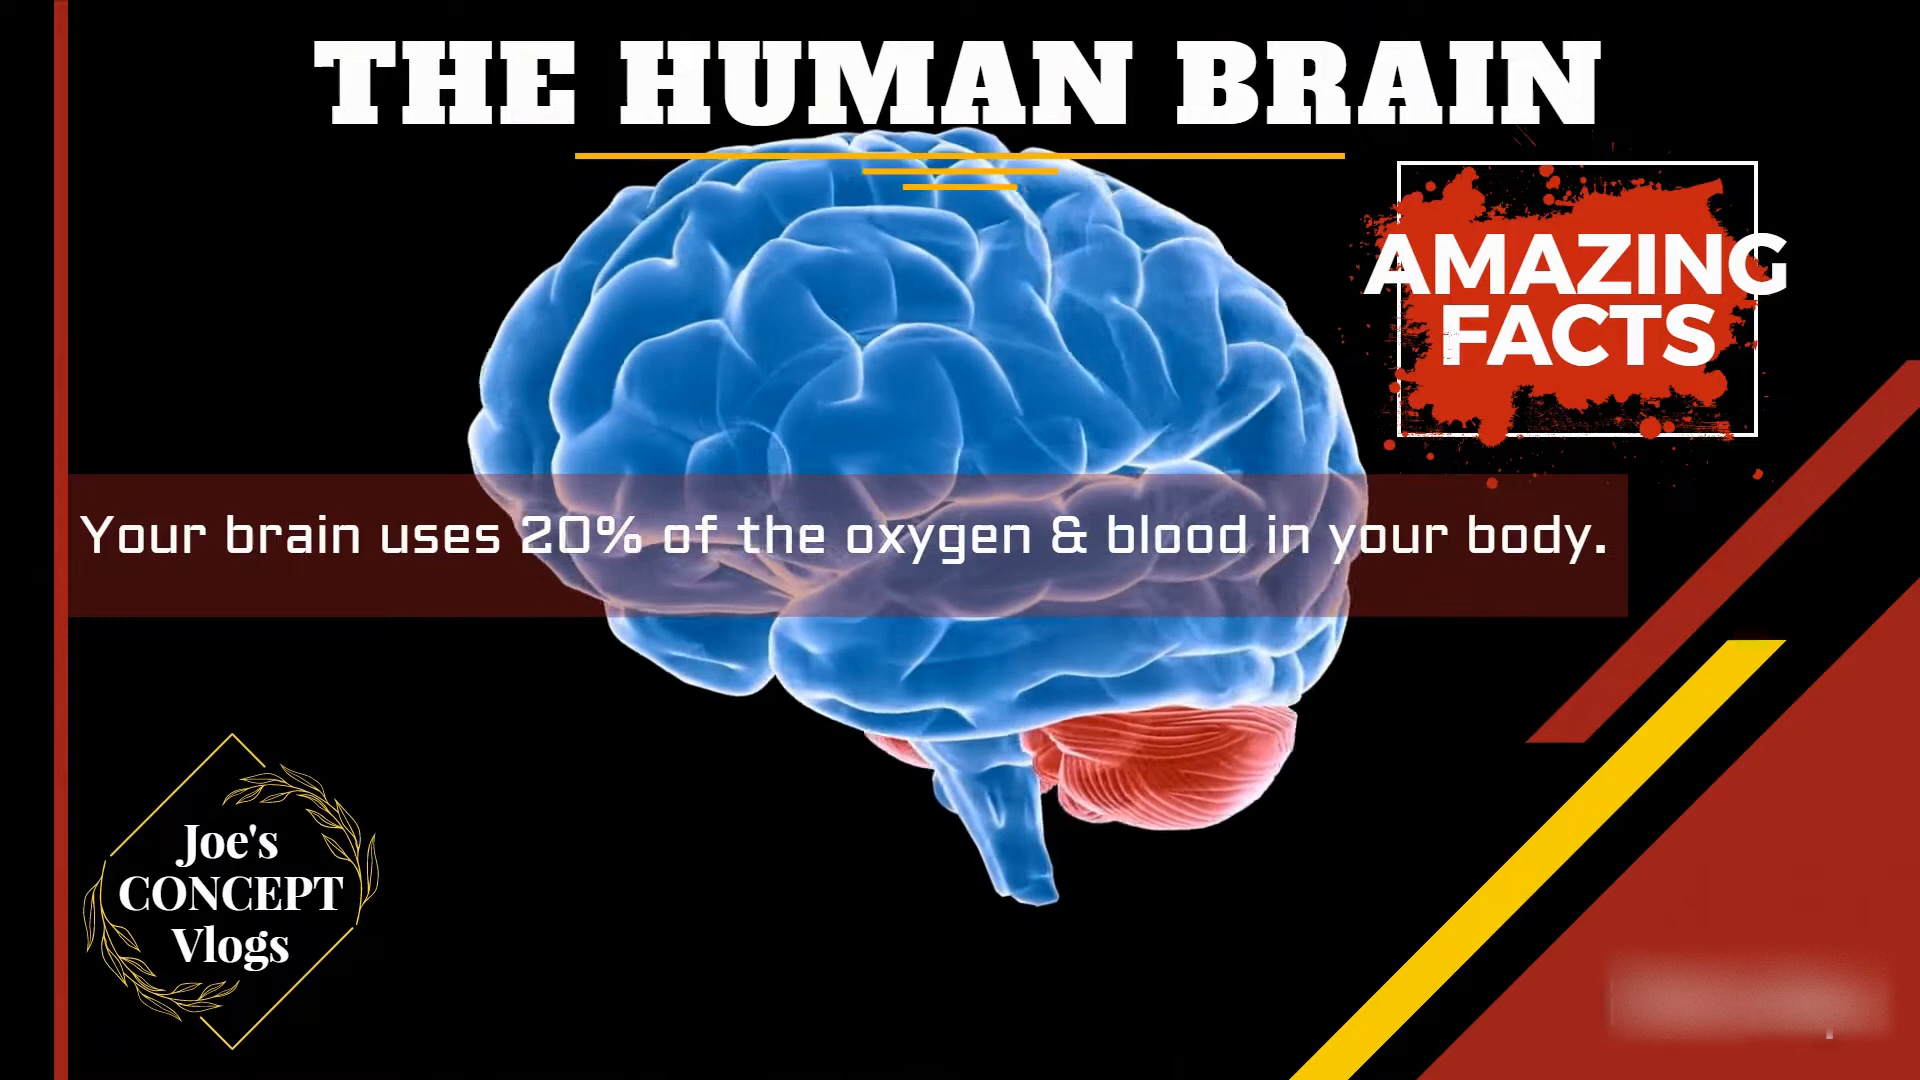 THE HUMAN BRAIN
AMAZING
FACTS
Your brain uses 20% of the oxygen & blood in your body.
Joe's
CONCEPT
Vlogs